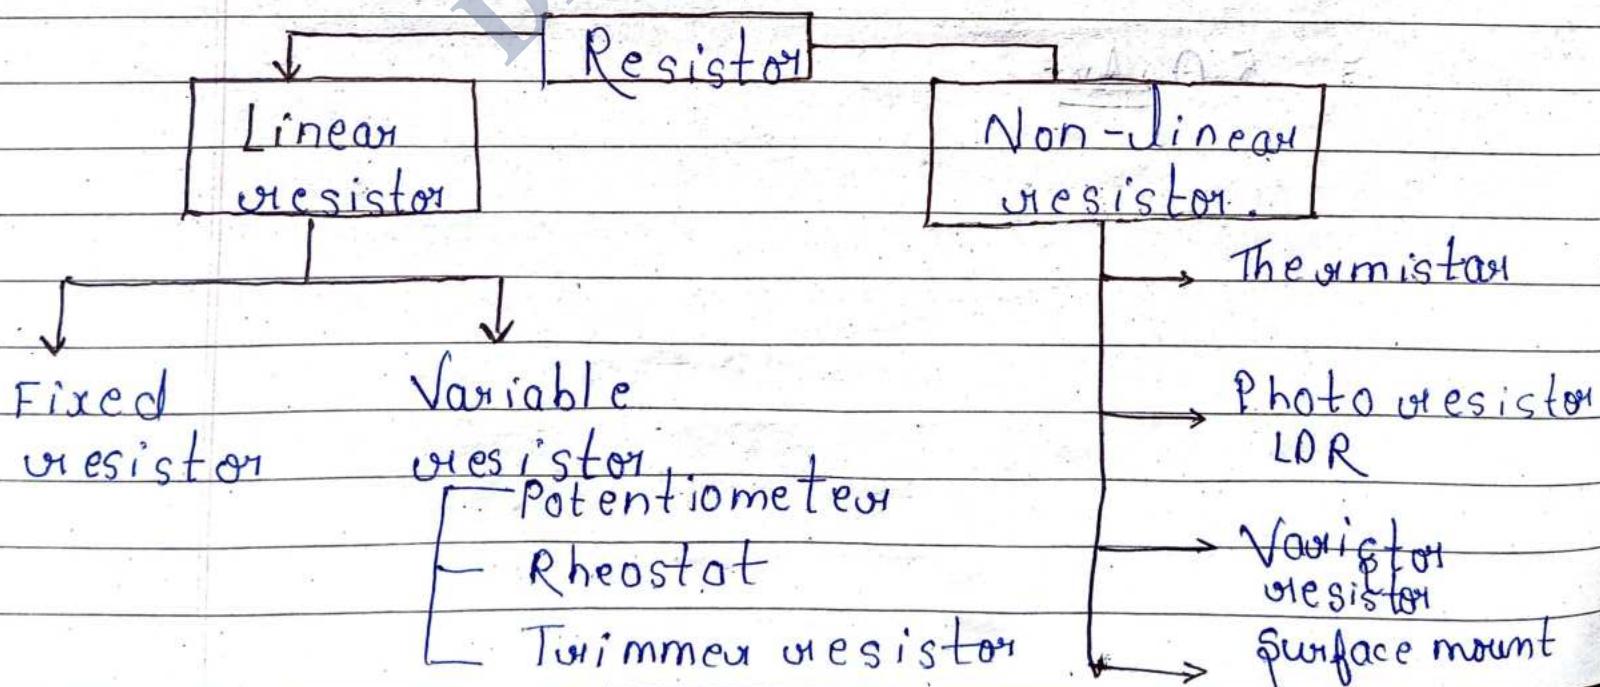 Resistor
Linear
resistor
Non-linear
resistor.
Thermistar
Fixed
resistor
Variable
resistor
Potentiometer
Rheostat
Trimmer resistor
Photo resistor
LDR
Varistor
resistor
Surface mount